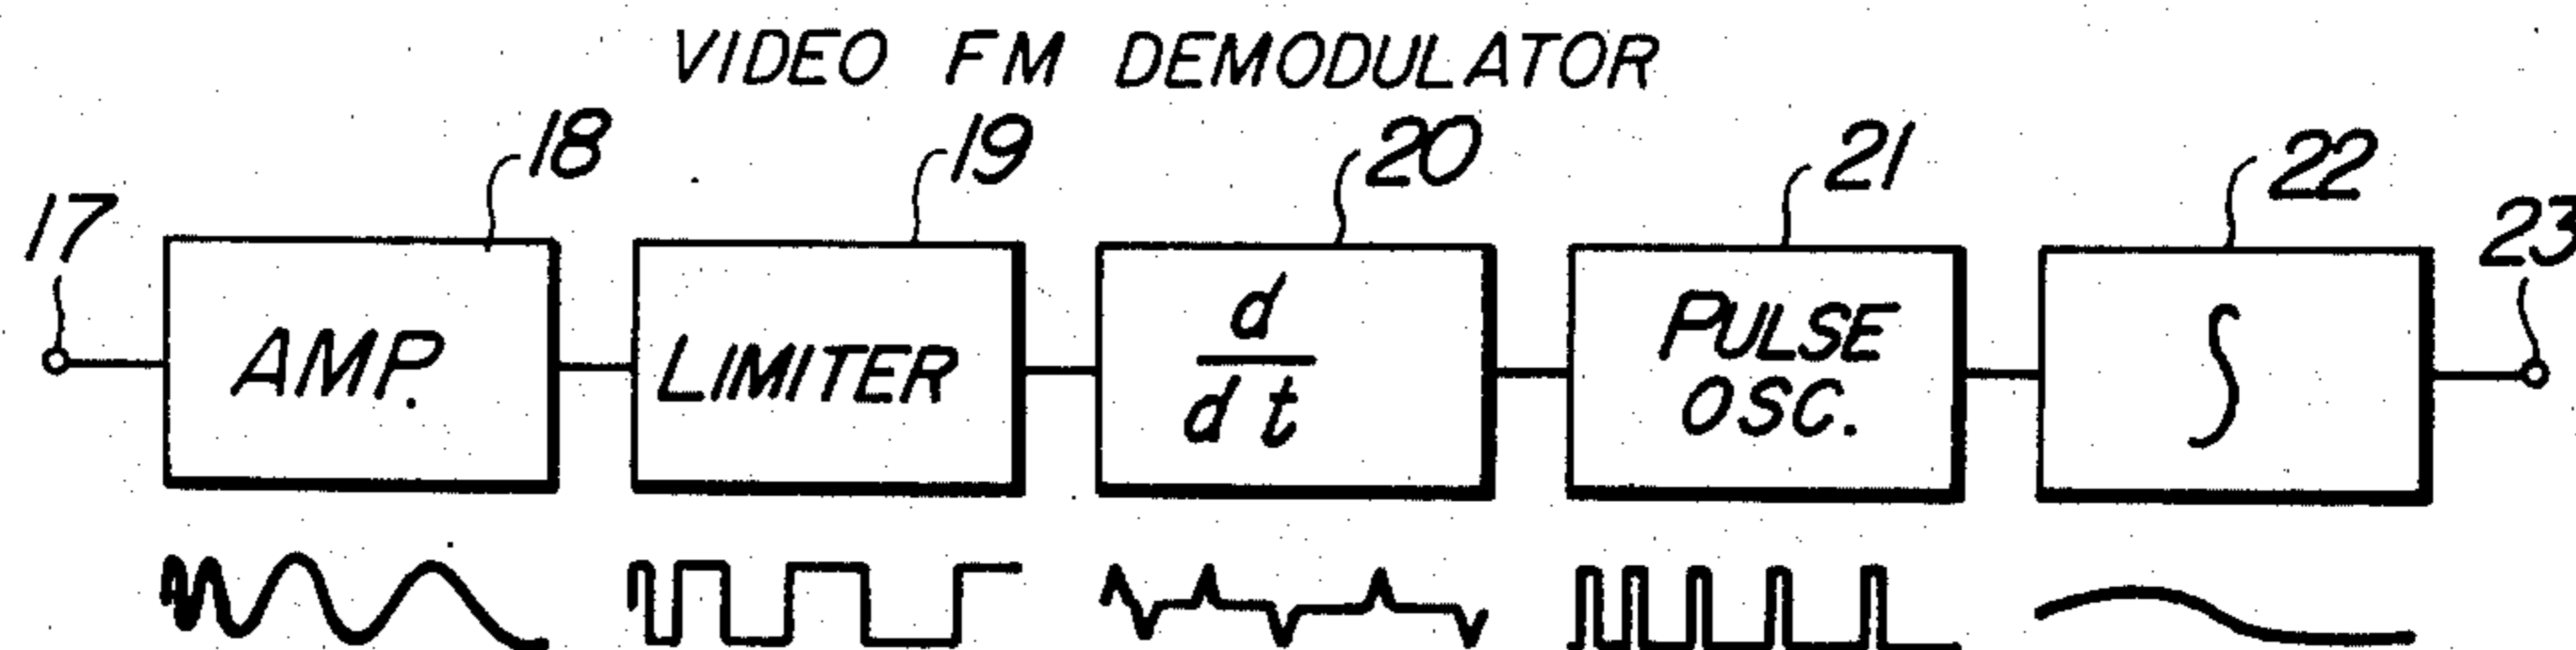 VIDEO FM DEMODULATOR
17 18 19 20 21 22 23
AMP. LIMITER d/dt PULSE OSC. ∫